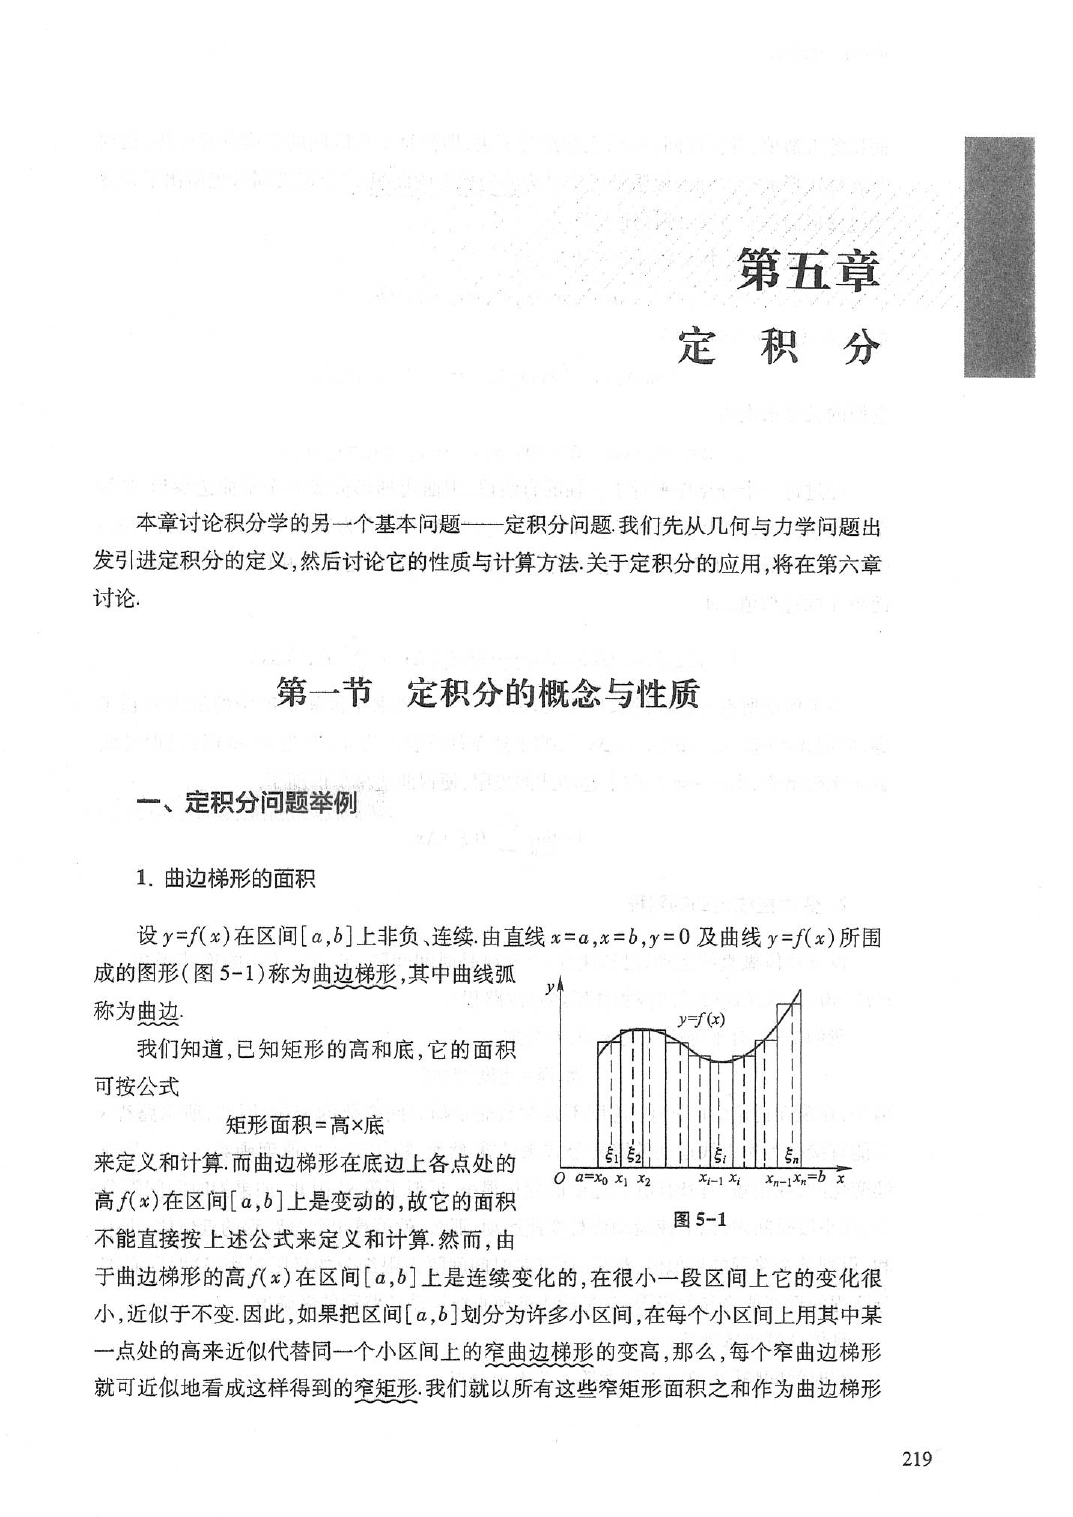 第五章
定 积 分
本章讨论积分学的另一个基本问题——定积分问题.我们先从几何与力学问题出
发引进定积分的定义,然后讨论它的性质与计算方法.关于定积分的应用,将在第六章
讨论.
第一节 定积分的概念与性质
一、定积分问题举例
1. 曲边梯形的面积
设 y=f(x)在区间[a,b]上非负、连续.由直线 x=a,x=b,y=0 及曲线 y=f(x)所围
成的图形(图 5-1)称为曲边梯形,其中曲线弧
称为曲边.
我们知道,已知矩形的高和底,它的面积
可按公式
矩形面积=高×底
来定义和计算.而曲边梯形在底边上各点处的
高f(x)在区间[a,b]上是变动的,故它的面积
不能直接按上述公式来定义和计算.然而,由
y
y=f(x)
ξ1 ξ2 ξi ξn
O a=x0 x1 x2 xi-1 xi xn-1 xn=b x
图 5-1
于曲边梯形的高f(x)在区间[a,b]上是连续变化的,在很小一段区间上它的变化很
小,近似于不变.因此,如果把区间[a,b]划分为许多小区间,在每个小区间上用其中某
一点处的高来近似代替同一个小区间上的窄曲边梯形的变高,那么,每个窄曲边梯形
就可近似地看成这样得到的窄矩形.我们就以所有这些窄矩形面积之和作为曲边梯形
219